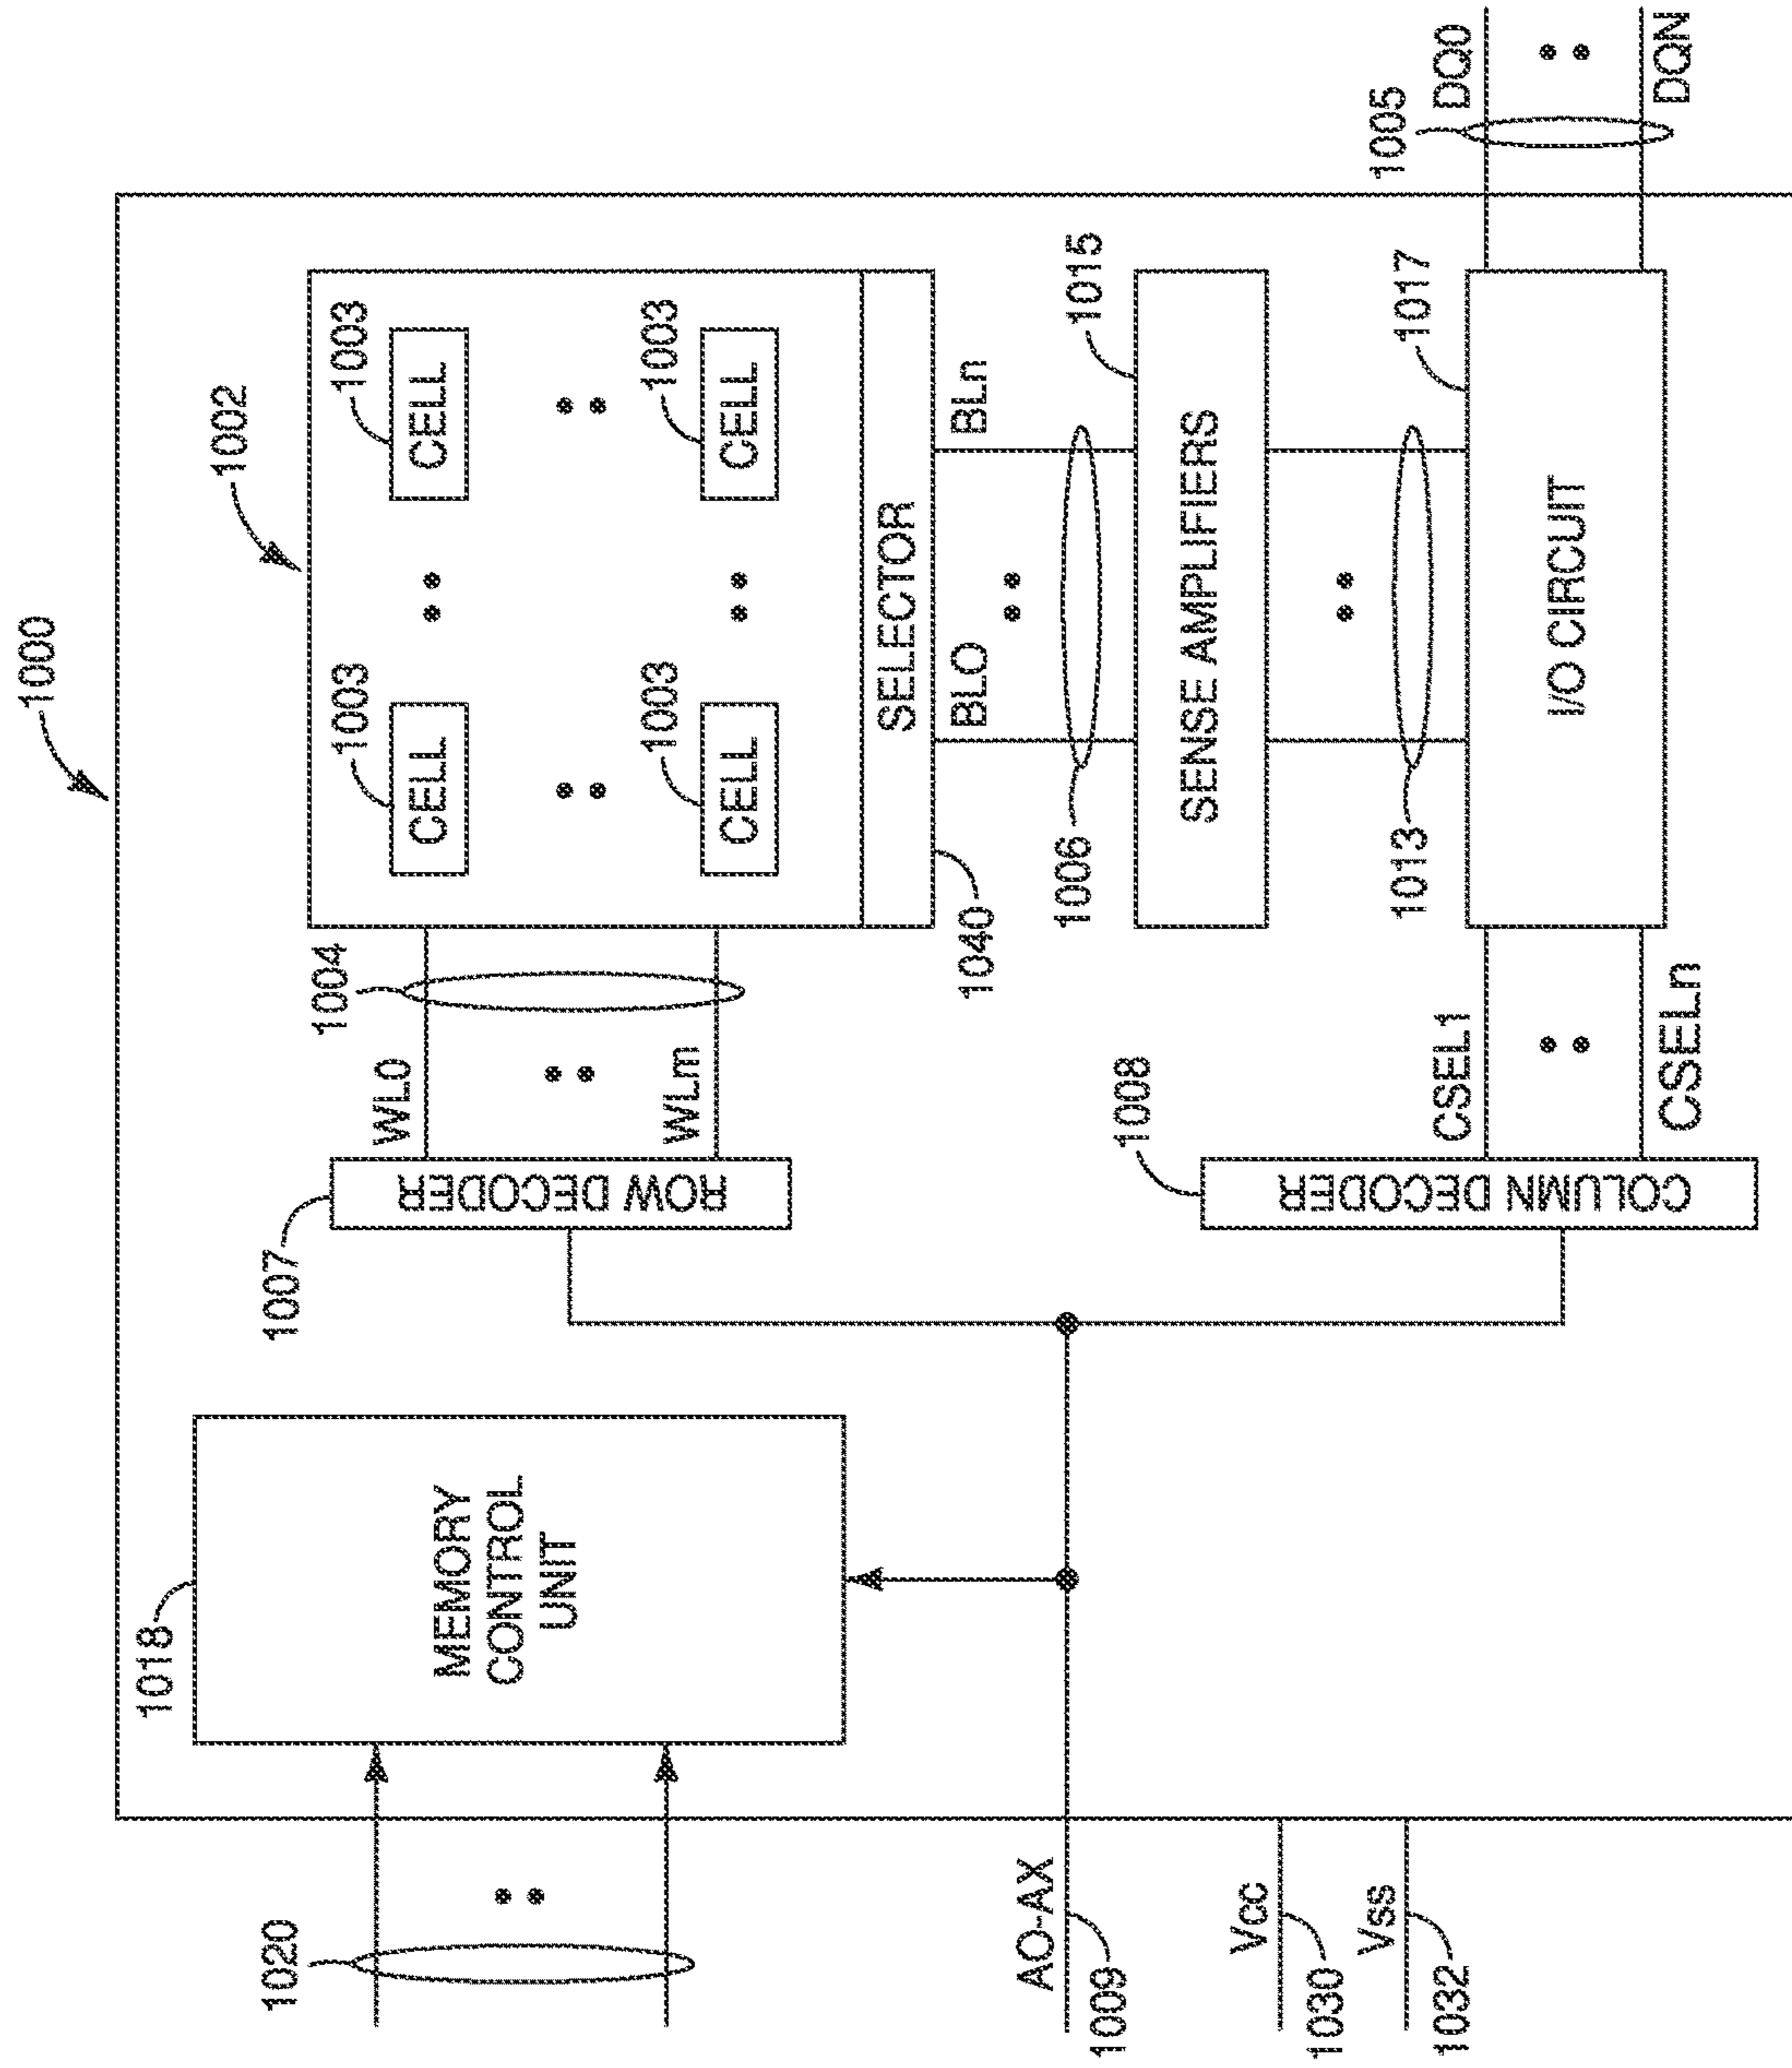 1000
1002
1018
1003
1003
CELL
CELL
1003
1003
CELL
CELL
1020
MEMORY
CONTROL
UNIT
1007
ROW DECODER
WL0
WLm
1004
SELECTOR
1040
BLO
BLn
1006
1015
SENSE AMPLIFIERS
AO-AX
1009
1008
COLUMN DECODER
1013
1017
Vcc
1030
Vss
1032
CSEL1
CSELn
I/O CIRCUIT
1005
DQ0
DQN